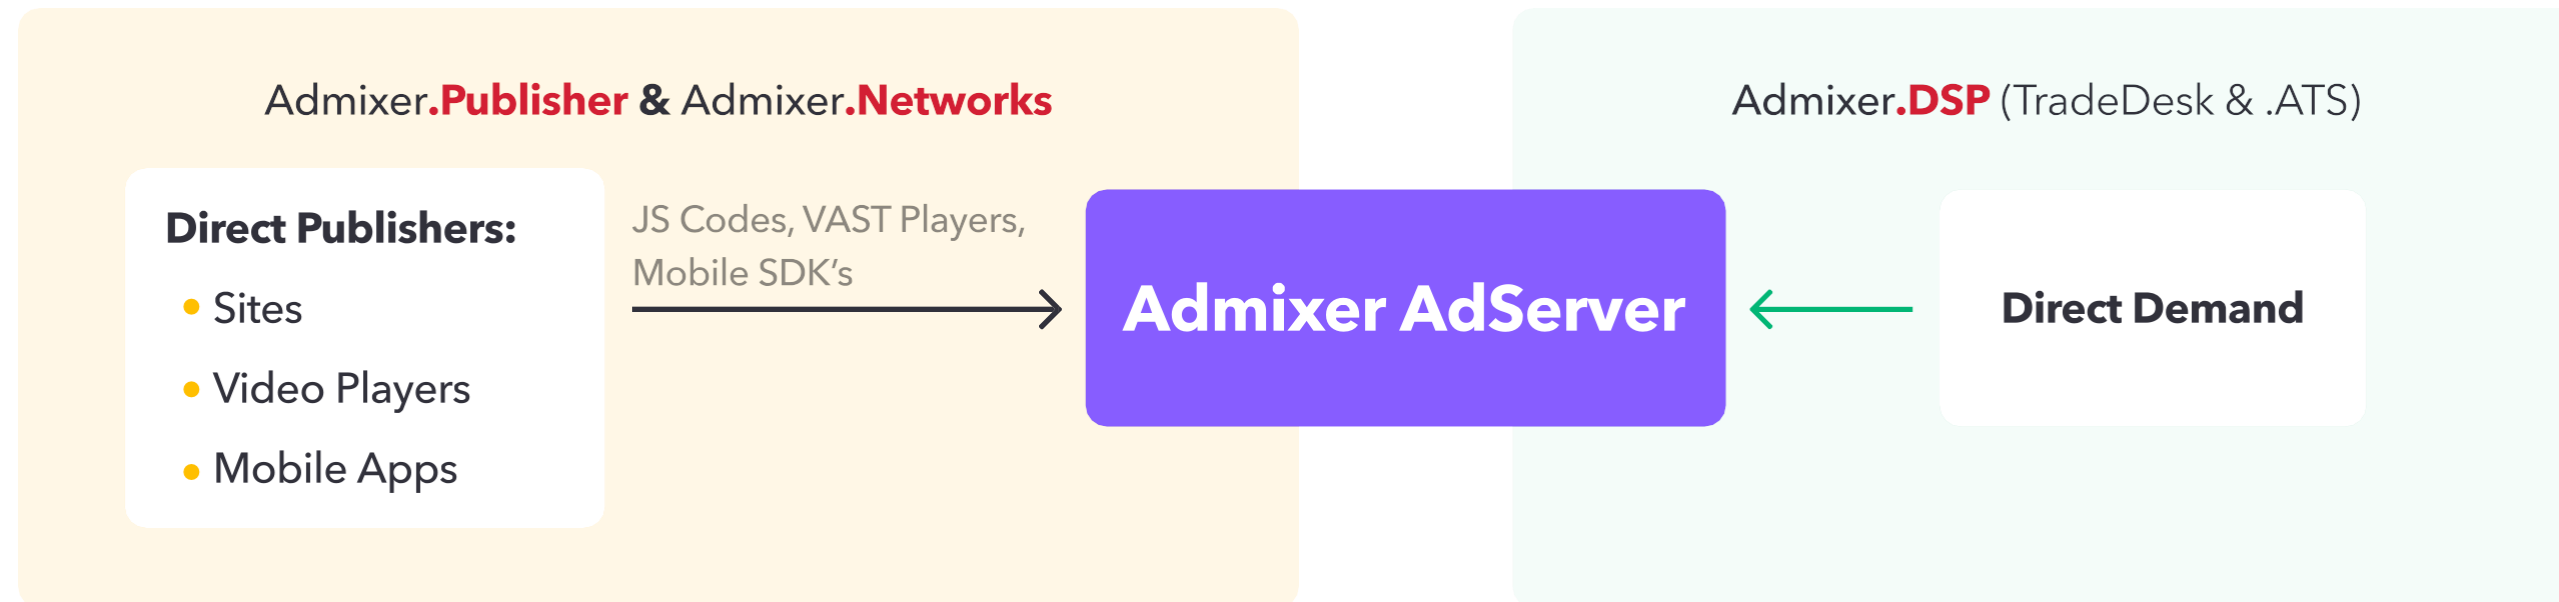 Admixer.Publisher & Admixer.Networks
Direct Publishers:
Sites
Video Players
Mobile Apps
JS Codes, VAST Players,
Mobile SDK’s
Admixer AdServer
Admixer.DSP (TradeDesk & .ATS)
Direct Demand